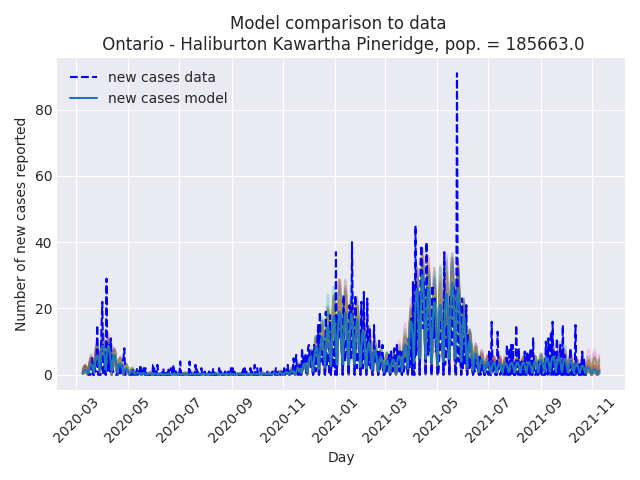 Model comparison to data
Ontario - Haliburton Kawartha Pineridge, pop. = 185663.0
new cases data
new cases model
Number of new cases reported
80
60
40
20
0
2020-03
2020-05
2020-07
2020-09
2020-11
2021-01
2021-03
2021-05
2021-07
2021-09
2021-11
Day